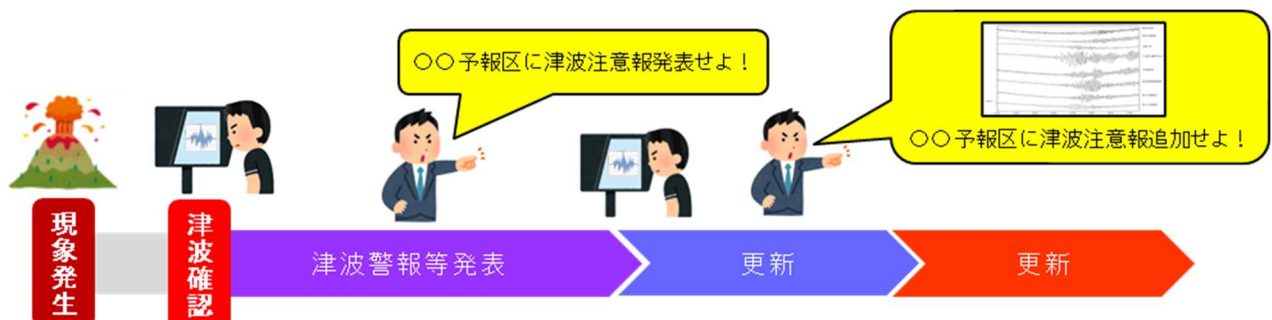 〇〇予報区に津波注意報発表せよ！
〇〇予報区に津波注意報追加せよ！
現象発生
津波確認
津波警報等発表
更新
更新